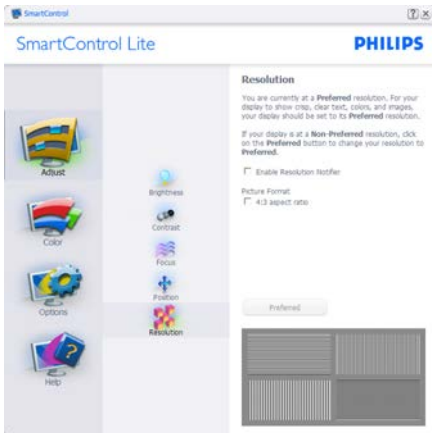 SmartControl
SmartControl Lite
PHILIPS
Resolution
You are currently at a Preferred resolution. For your
display to show crisp, clear text, colors, and images,
your display should be set to its Preferred resolution.
If your display is at a Non-Preferred resolution, click
on the Preferred button to change your resolution to
Preferred.
Enable Resolution Notifier
Picture Format
4:3 aspect ratio
Preferred
Adjust
Color
Options
Help
Brightness
Contrast
Focus
Position
Resolution